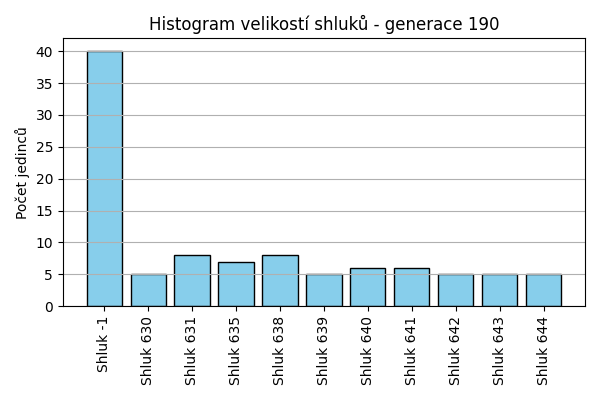 Histogram velikostí shluků - generace 190
Počet jedinců
40
35
30
25
20
15
10
5
0
Shluk -1
Shluk 630
Shluk 631
Shluk 635
Shluk 638
Shluk 639
Shluk 640
Shluk 641
Shluk 642
Shluk 643
Shluk 644